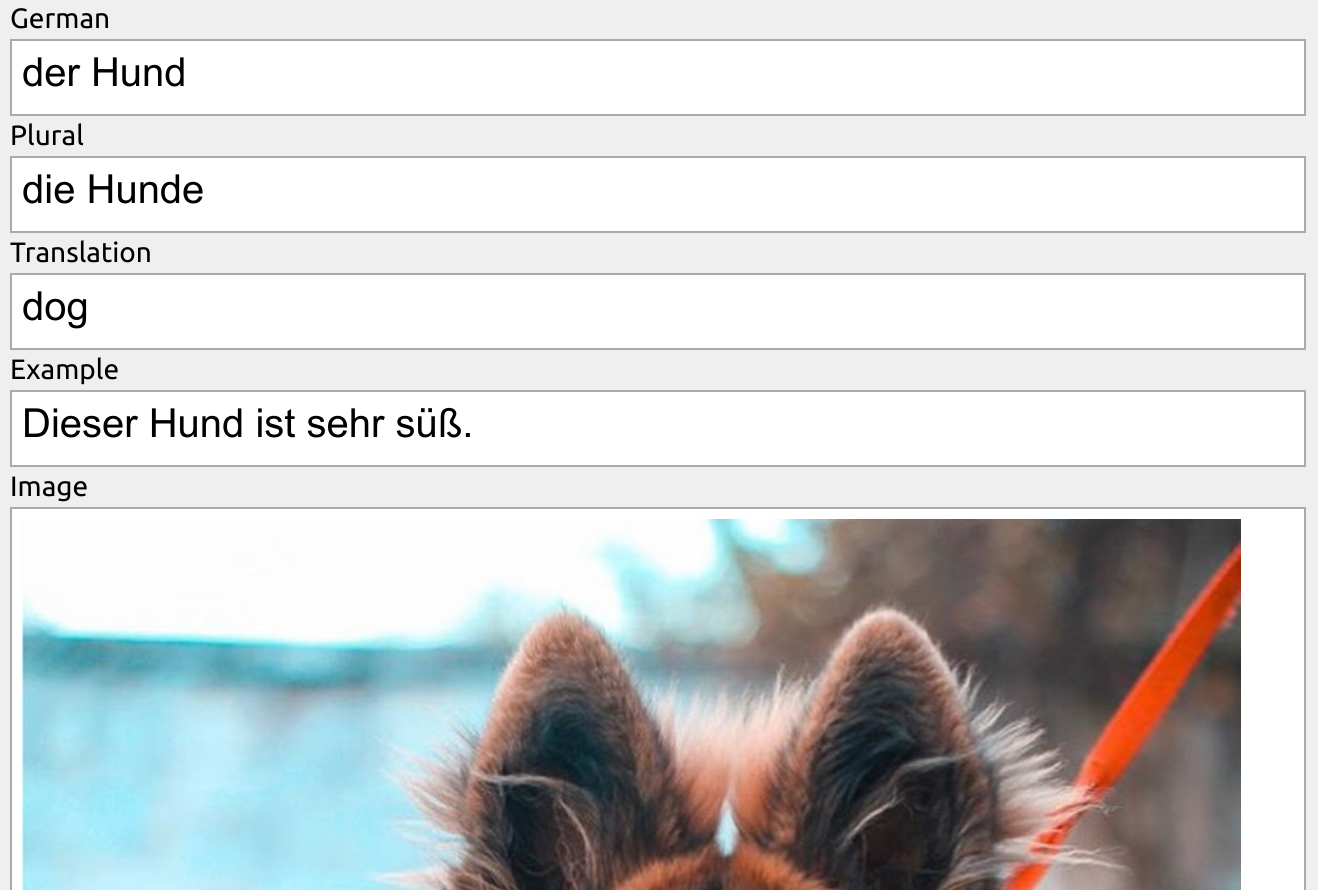 German
der Hund
Plural
die Hunde
Translation
dog
Example
Dieser Hund ist sehr süß.
Image